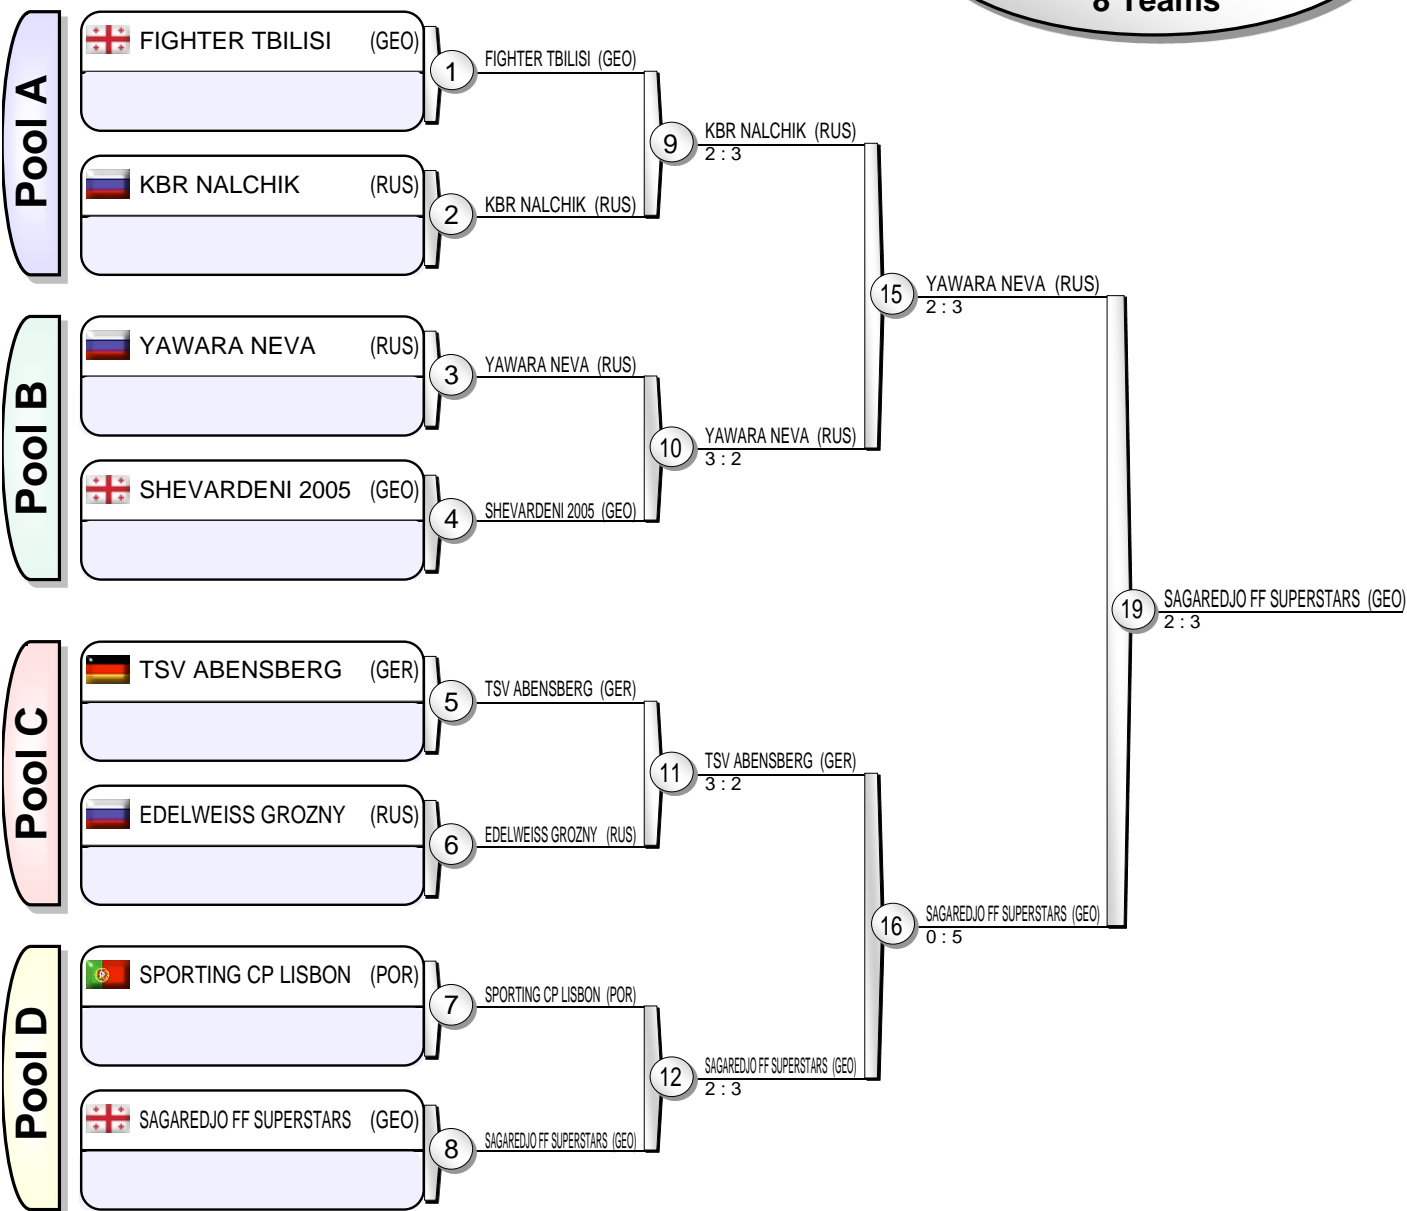 8 Teams
Pool A
FIGHTER TBILISI (GEO)
1
FIGHTER TBILISI (GEO)
KBR NALCHIK (RUS)
2
KBR NALCHIK (RUS)
9
KBR NALCHIK (RUS)
2 : 3
Pool B
YAWARA NEVA (RUS)
3
YAWARA NEVA (RUS)
SHEVARDENI 2005 (GEO)
4
SHEVARDENI 2005 (GEO)
10
YAWARA NEVA (RUS)
3 : 2
15
YAWARA NEVA (RUS)
2 : 3
Pool C
TSV ABENSBERG (GER)
5
TSV ABENSBERG (GER)
EDELWEISS GROZNY (RUS)
6
EDELWEISS GROZNY (RUS)
11
TSV ABENSBERG (GER)
3 : 2
Pool D
SPORTING CP LISBON (POR)
7
SPORTING CP LISBON (POR)
SAGAREDJO FF SUPERSTARS (GEO)
8
SAGAREDJO FF SUPERSTARS (GEO)
12
SAGAREDJO FF SUPERSTARS (GEO)
2 : 3
16
SAGAREDJO FF SUPERSTARS (GEO)
0 : 5
19
SAGAREDJO FF SUPERSTARS (GEO)
2 : 3